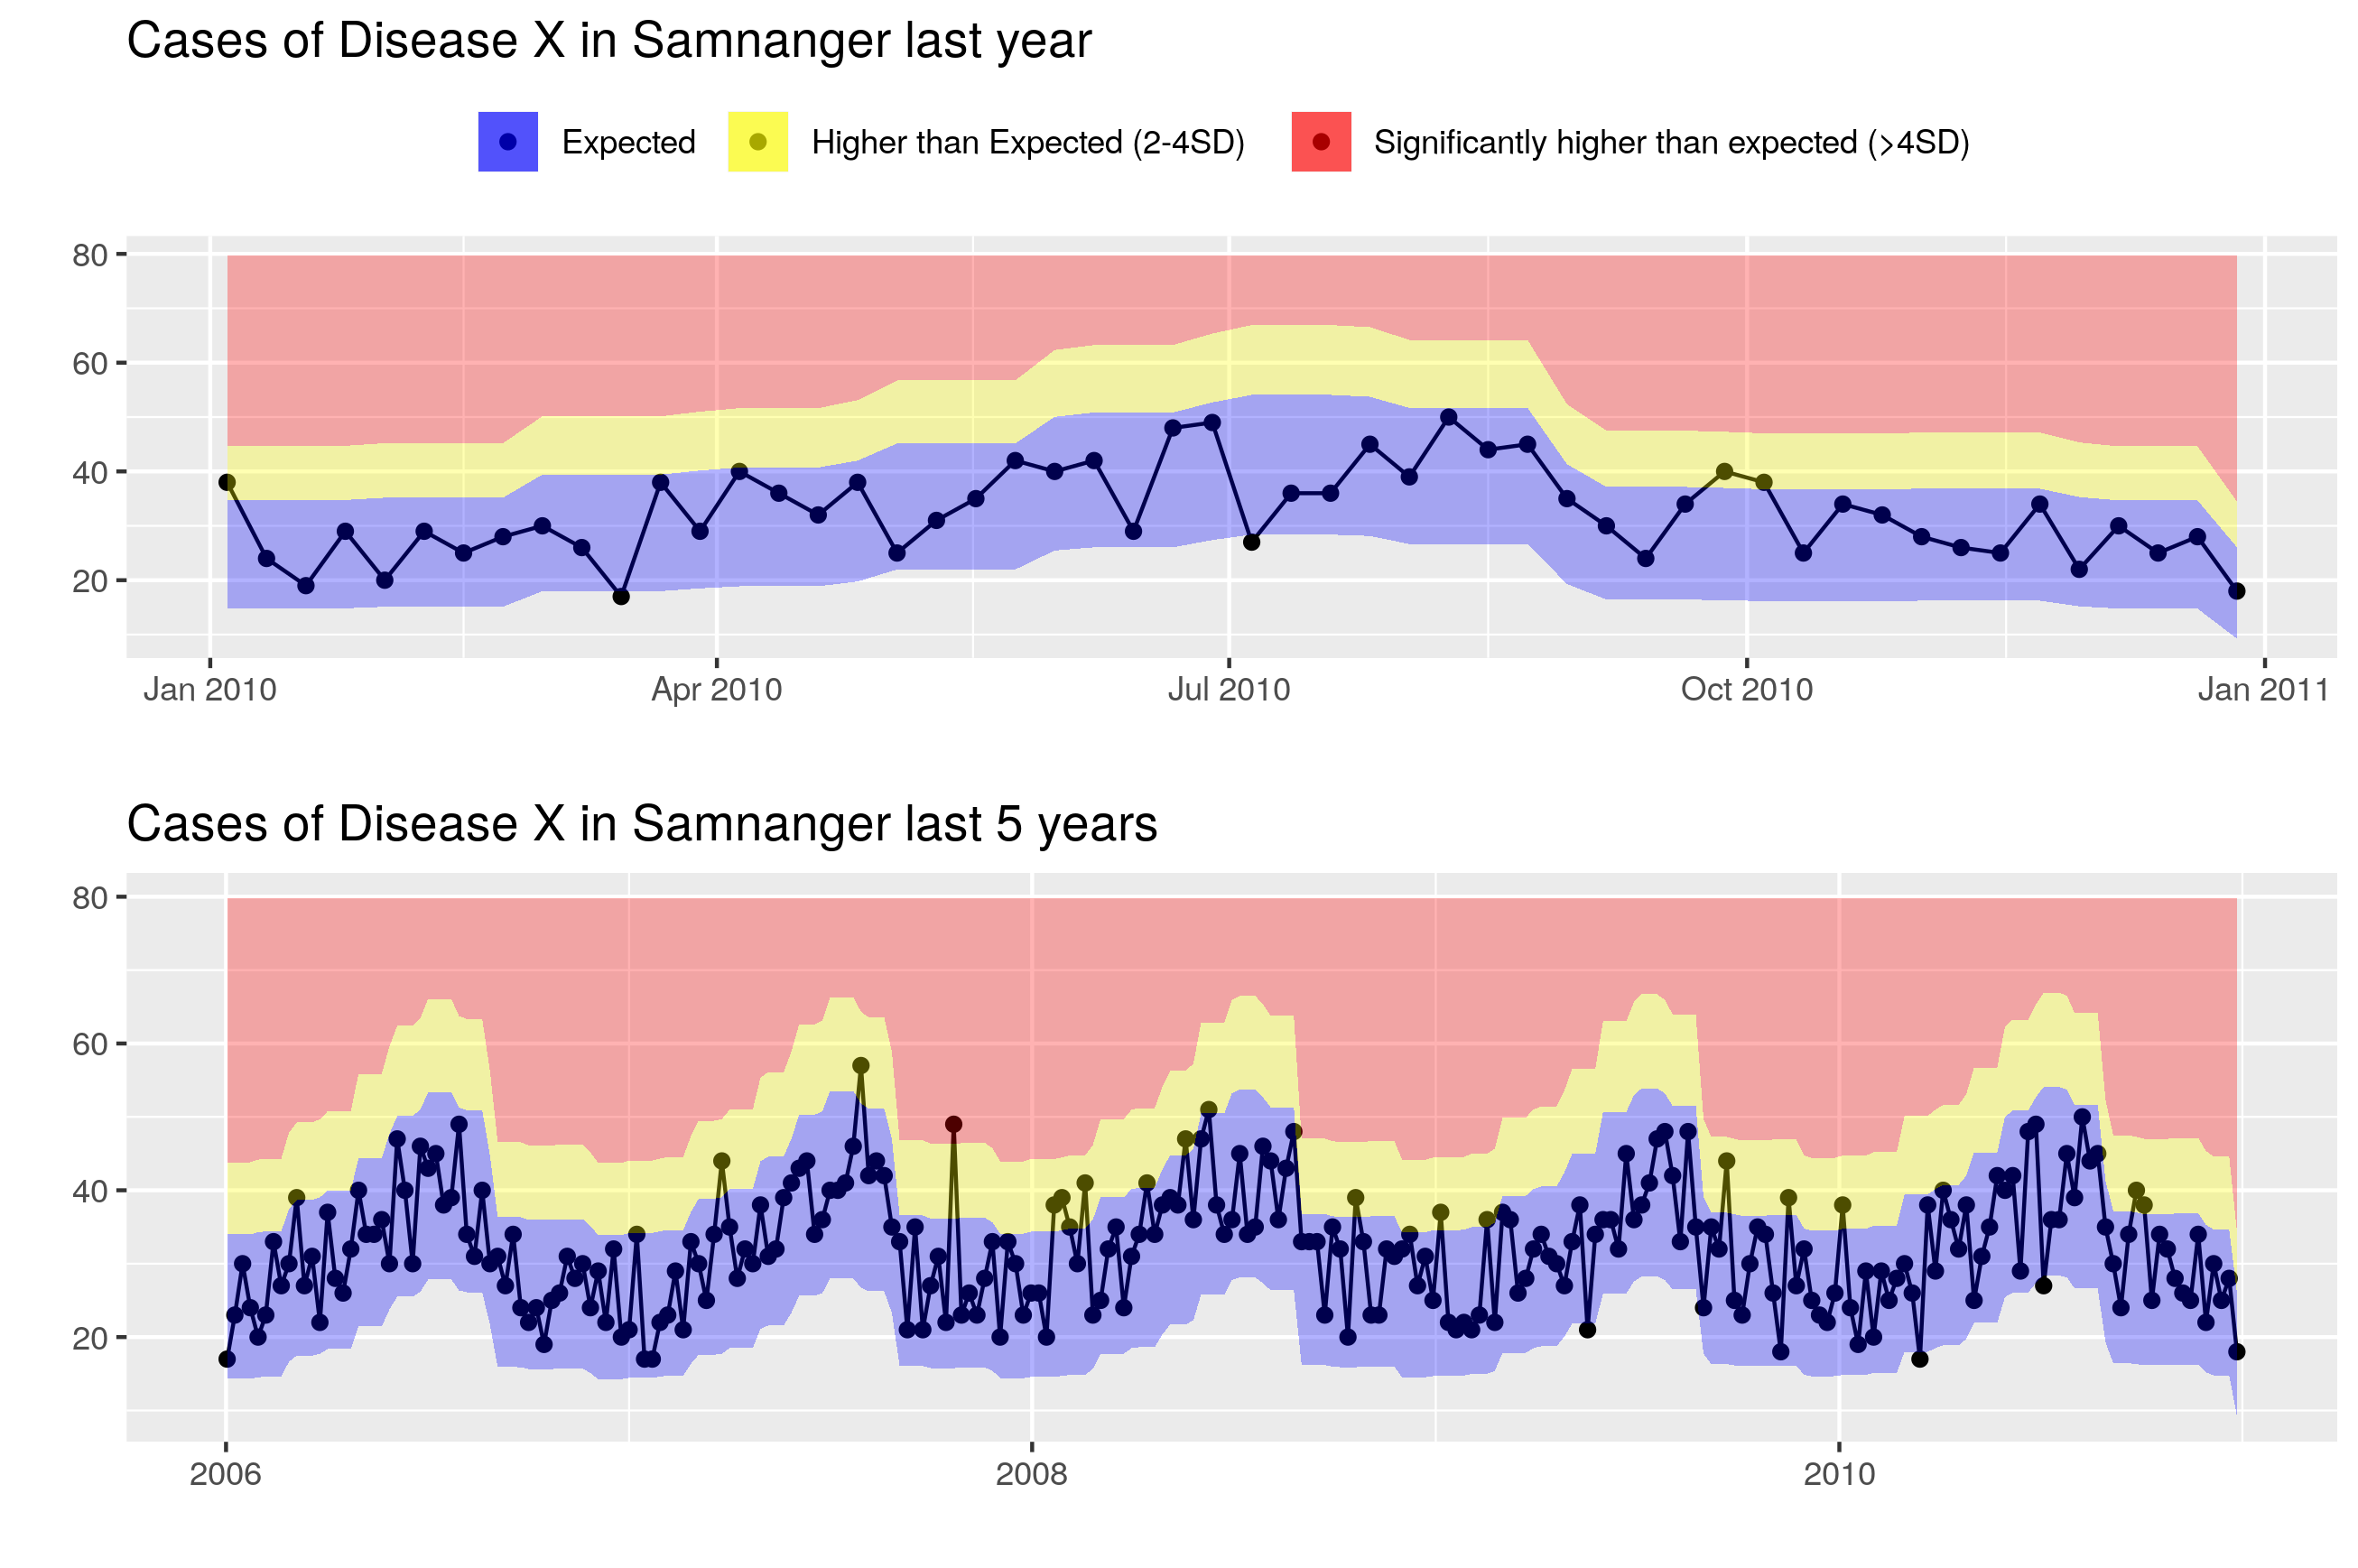 Cases of Disease X in Samnanger last year
Expected Higher than Expected (2-4SD) Significantly higher than expected (>4SD)
80
60
40
20
Jan 2010 Apr 2010 Jul 2010 Oct 2010 Jan 2011
Cases of Disease X in Samnanger last 5 years
80
60
40
20
2006 2008 2010